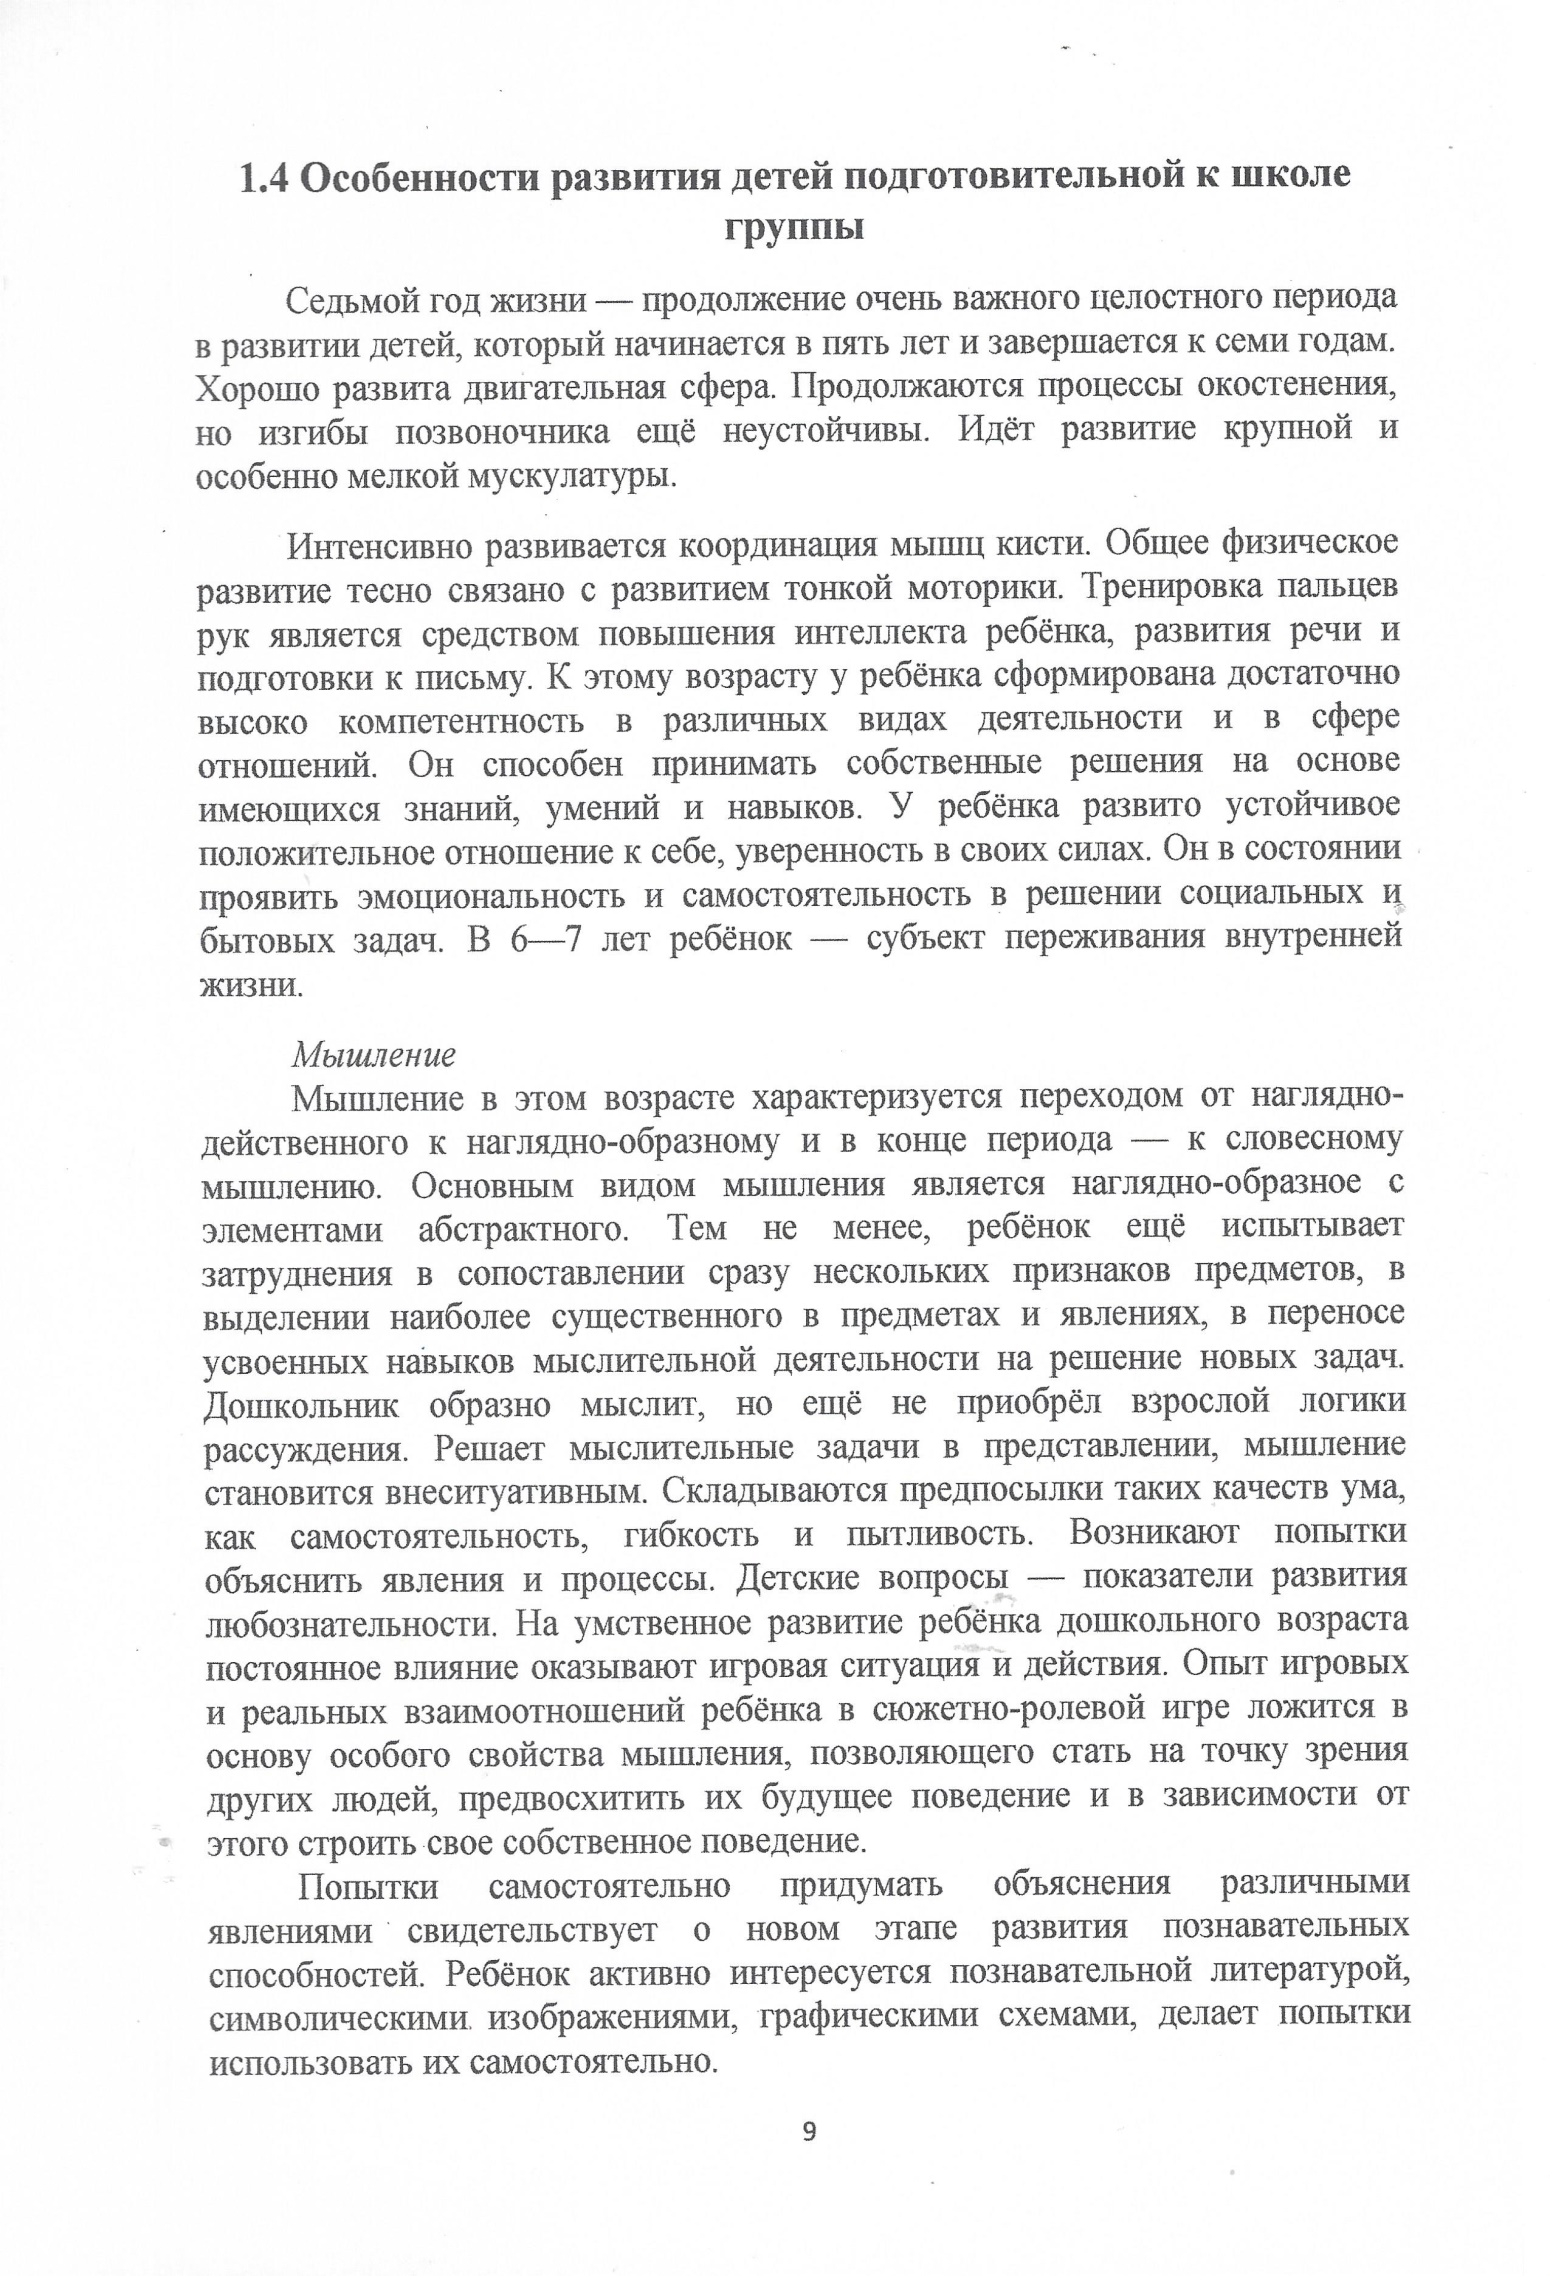 1.4 Особенности развития детей подготовительной к школе
группы
Седьмой год жизни — продолжение очень важного целостного периода
в развитии детей, который начинается в пять лет и завершается к семи годам.
Хорошо развита двигательная сфера. Продолжаются процессы окостенения,
но изгибы позвоночника ещё неустойчивы. Идёт развитие крупной и
особенно мелкой мускулатуры.
Интенсивно развивается координация мышц кисти. Общее физическое
развитие тесно связано с развитием тонкой моторики. Тренировка пальцев
рук является средством повышения интеллекта ребёнка, развития речи и
подготовки к письму. К этому возрасту у ребёнка сформирована достаточно
высоко компетентность в различных видах деятельности и в сфере
отношений. Он способен принимать собственные решения на основе
имеющихся знаний, умений и навыков. У ребёнка развито устойчивое
положительное отношение к себе, уверенность в своих силах. Он в состоянии
проявить эмоциональность и самостоятельность в решении социальных и
бытовых задач. В 6—7 лет ребёнок — субъект переживания внутренней
жизни.
Мышление
Мышление в этом возрасте характеризуется переходом от наглядно-
действенного к наглядно-образному и в конце периода — к словесному
мышлению. Основным видом мышления является наглядно-образное с
элементами абстрактного. Тем не менее, ребёнок ещё испытывает
затруднения в сопоставлении сразу нескольких признаков предметов, в
выделении наиболее существенного в предметах и явлениях, в переносе
усвоенных навыков мыслительной деятельности на решение новых задач.
Дошкольник образно мыслит, но ещё не приобрёл взрослой логики
рассуждения. Решает мыслительные задачи в представлении, мышление
становится внеситуативным. Складываются предпосылки таких качеств ума,
как самостоятельность, гибкость и пытливость. Возникают попытки
объяснить явления и процессы. Детские вопросы — показатели развития
любознательности. На умственное развитие ребёнка дошкольного возраста
постоянное влияние оказывают игровая ситуация и действия. Опыт игровых
и реальных взаимоотношений ребёнка в сюжетно-ролевой игре ложится в
основу особого свойства мышления, позволяющего стать на точку зрения
других людей, предвосхитить их будущее поведение и в зависимости от
этого строить свое собственное поведение.
Попытки самостоятельно придумать объяснения различными
явлениями свидетельствует о новом этапе развития познавательных
способностей. Ребёнок активно интересуется познавательной литературой,
символическими изображениями, графическими схемами, делает попытки
использовать их самостоятельно.
9